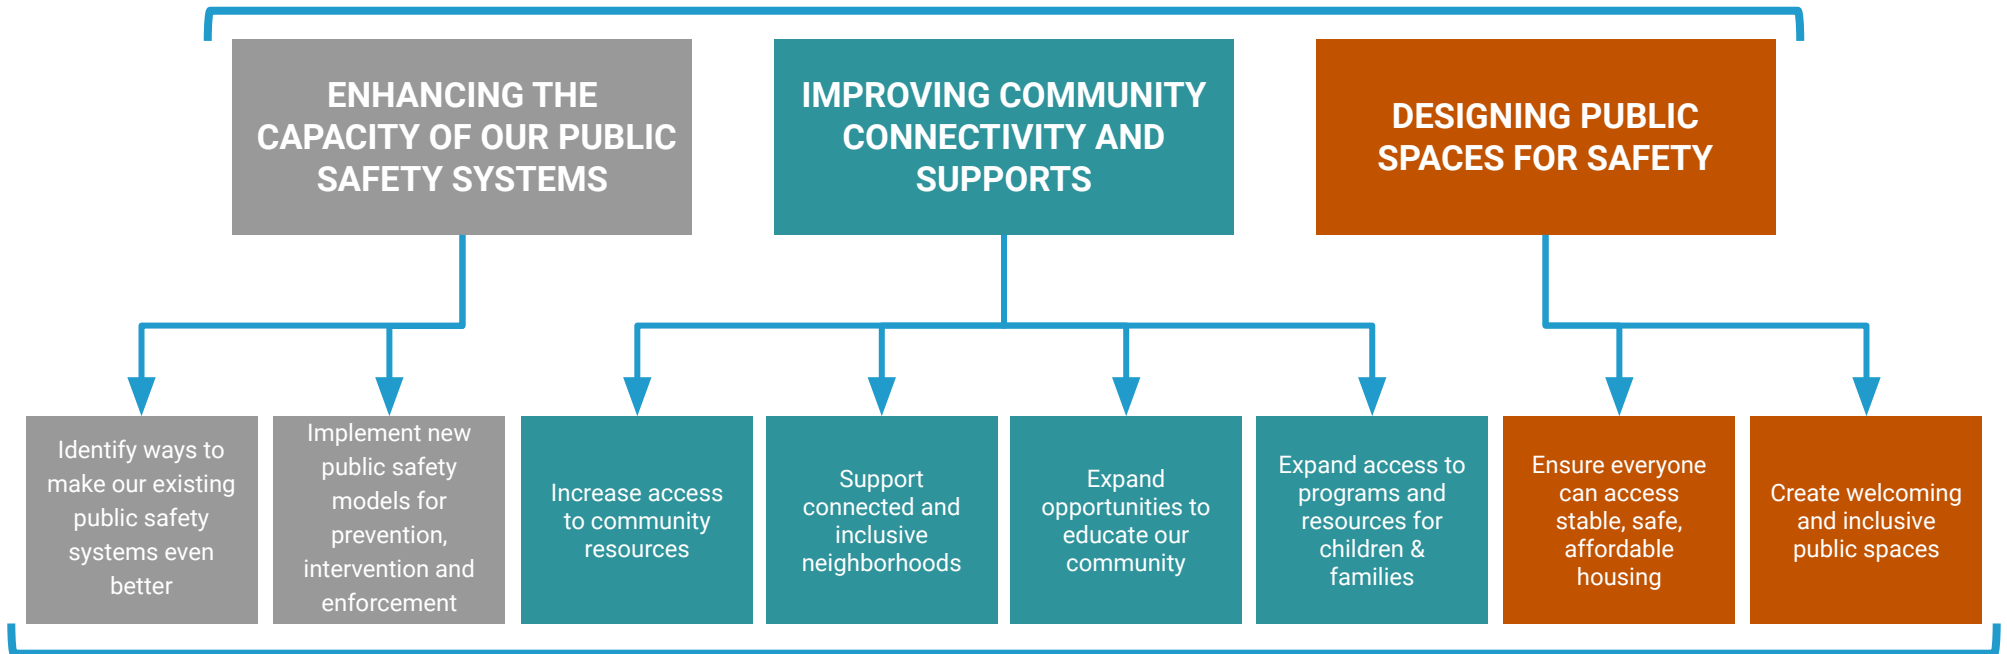 ENHANCING THE
CAPACITY OF OUR PUBLIC
SAFETY SYSTEMS
IMPROVING COMMUNITY
CONNECTIVITY AND
SUPPORTS
DESIGNING PUBLIC
SPACES FOR SAFETY
Identify ways to
make our existing
public safety
systems even
better
Implement new
public safety
models for
prevention,
intervention and
enforcement
Increase access
to community
resources
Support
connected and
inclusive
neighborhoods
Expand
opportunities to
educate our
community
Expand access to
programs and
resources for
children &
families
Ensure everyone
can access
stable, safe,
affordable
housing
Create welcoming
and inclusive
public spaces